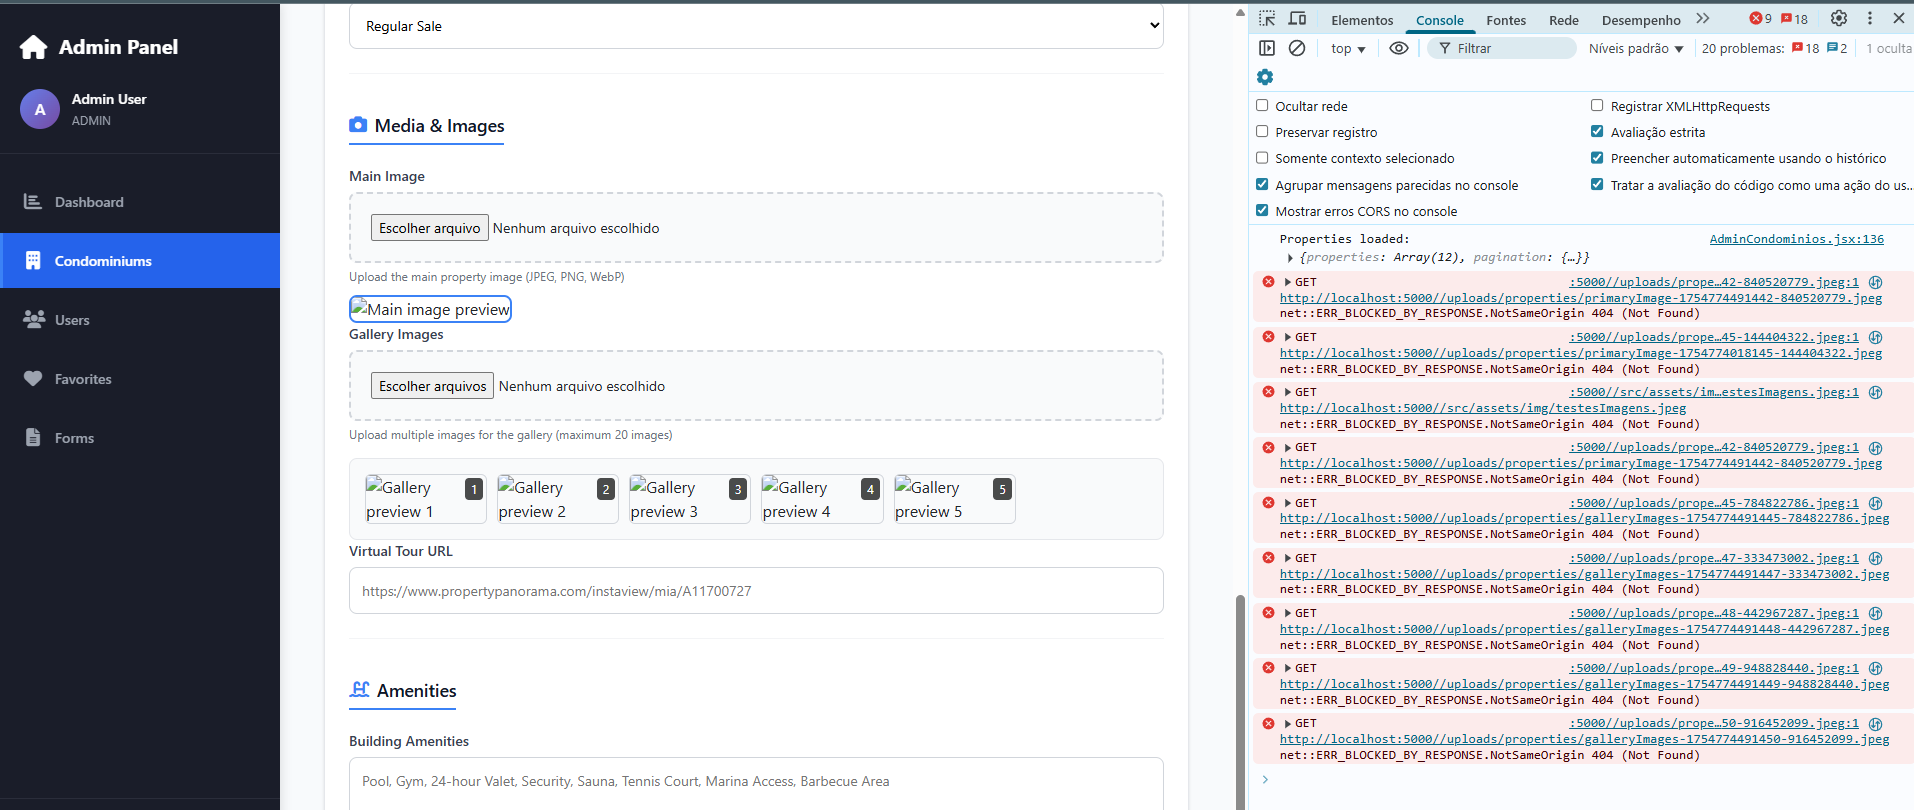 Admin Panel
A
Admin User
ADMIN
Dashboard
Condominiums
Users
Favorites
Forms
Regular Sale
Media & Images
Main Image
Escolher arquivo Nenhum arquivo escolhido
Upload the main property image (JPEG, PNG, WebP)
Main image preview
Gallery Images
Escolher arquivos Nenhum arquivo escolhido
Upload multiple images for the gallery (maximum 20 images)
Gallery preview 1 1
Gallery preview 2 2
Gallery preview 3 3
Gallery preview 4 4
Gallery preview 5 5
Virtual Tour URL
https://www.propertypanorama.com/instaview/mia/A11700727
Amenities
Building Amenities
Pool, Gym, 24-hour Valet, Security, Sauna, Tennis Court, Marina Access, Barbecue Area
Elementos Console Fontes Rede Desempenho 9 18
top Filtrar Níveis padrão 20 problemas: 18 2 1 oculta
Ocultar rede Registrar XMLHttpRequests
Preservar registro Avaliação estrita
Somente contexto selecionado Preencher automaticamente usando o histórico
Agrupar mensagens parecidas no console Tratar a avaliação do código como uma ação do us...
Mostrar erros CORS no console
Properties loaded: AdminCondominios.jsx:136
{properties: Array(12), pagination: {…}}
GET :5000//uploads/prope…42-840520779.jpeg:1
http://localhost:5000//uploads/properties/primaryImage-1754774491442-840520779.jpeg
net::ERR_BLOCKED_BY_RESPONSE.NotSameOrigin 404 (Not Found)
GET :5000//uploads/prope…45-144404322.jpeg:1
http://localhost:5000//uploads/properties/primaryImage-1754774018145-144404322.jpeg
net::ERR_BLOCKED_BY_RESPONSE.NotSameOrigin 404 (Not Found)
GET :5000//src/assets/im…estesImagens.jpeg:1
http://localhost:5000//src/assets/img/testesImagens.jpeg
net::ERR_BLOCKED_BY_RESPONSE.NotSameOrigin 404 (Not Found)
GET :5000//uploads/prope…42-840520779.jpeg:1
http://localhost:5000//uploads/properties/primaryImage-1754774491442-840520779.jpeg
net::ERR_BLOCKED_BY_RESPONSE.NotSameOrigin 404 (Not Found)
GET :5000//uploads/prope…45-784822786.jpeg:1
http://localhost:5000//uploads/properties/galleryImages-1754774491445-784822786.jpeg
net::ERR_BLOCKED_BY_RESPONSE.NotSameOrigin 404 (Not Found)
GET :5000//uploads/prope…47-333473002.jpeg:1
http://localhost:5000//uploads/properties/galleryImages-1754774491447-333473002.jpeg
net::ERR_BLOCKED_BY_RESPONSE.NotSameOrigin 404 (Not Found)
GET :5000//uploads/prope…48-442967287.jpeg:1
http://localhost:5000//uploads/properties/galleryImages-1754774491448-442967287.jpeg
net::ERR_BLOCKED_BY_RESPONSE.NotSameOrigin 404 (Not Found)
GET :5000//uploads/prope…49-948828440.jpeg:1
http://localhost:5000//uploads/properties/galleryImages-1754774491449-948828440.jpeg
net::ERR_BLOCKED_BY_RESPONSE.NotSameOrigin 404 (Not Found)
GET :5000//uploads/prope…50-916452099.jpeg:1
http://localhost:5000//uploads/properties/galleryImages-1754774491450-916452099.jpeg
net::ERR_BLOCKED_BY_RESPONSE.NotSameOrigin 404 (Not Found)